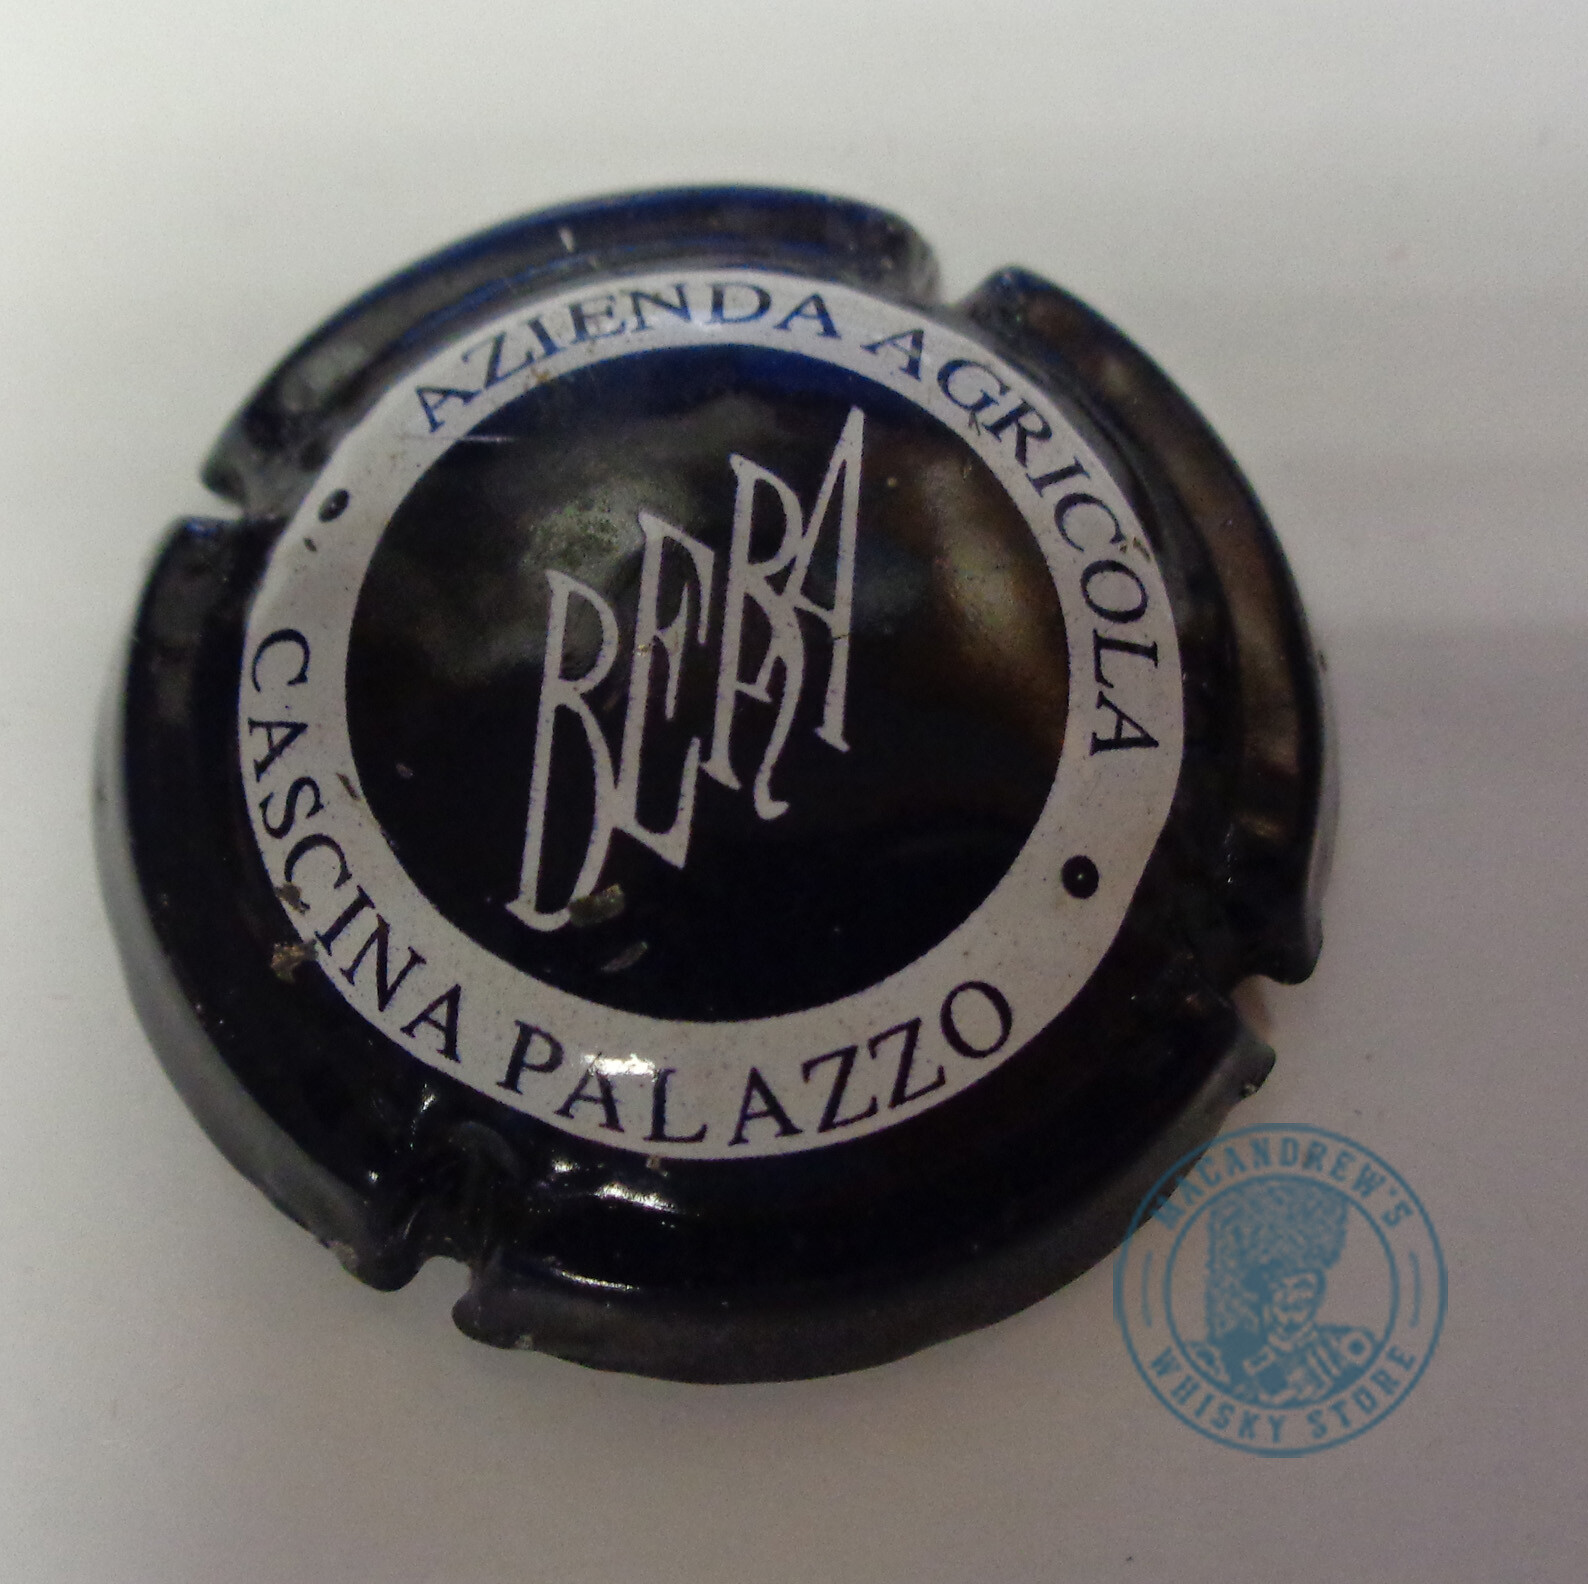 AZIENDA AGRICOLA
BERA
CASCINA PALAZZO
MACANDREW'S
WHISKY STORE